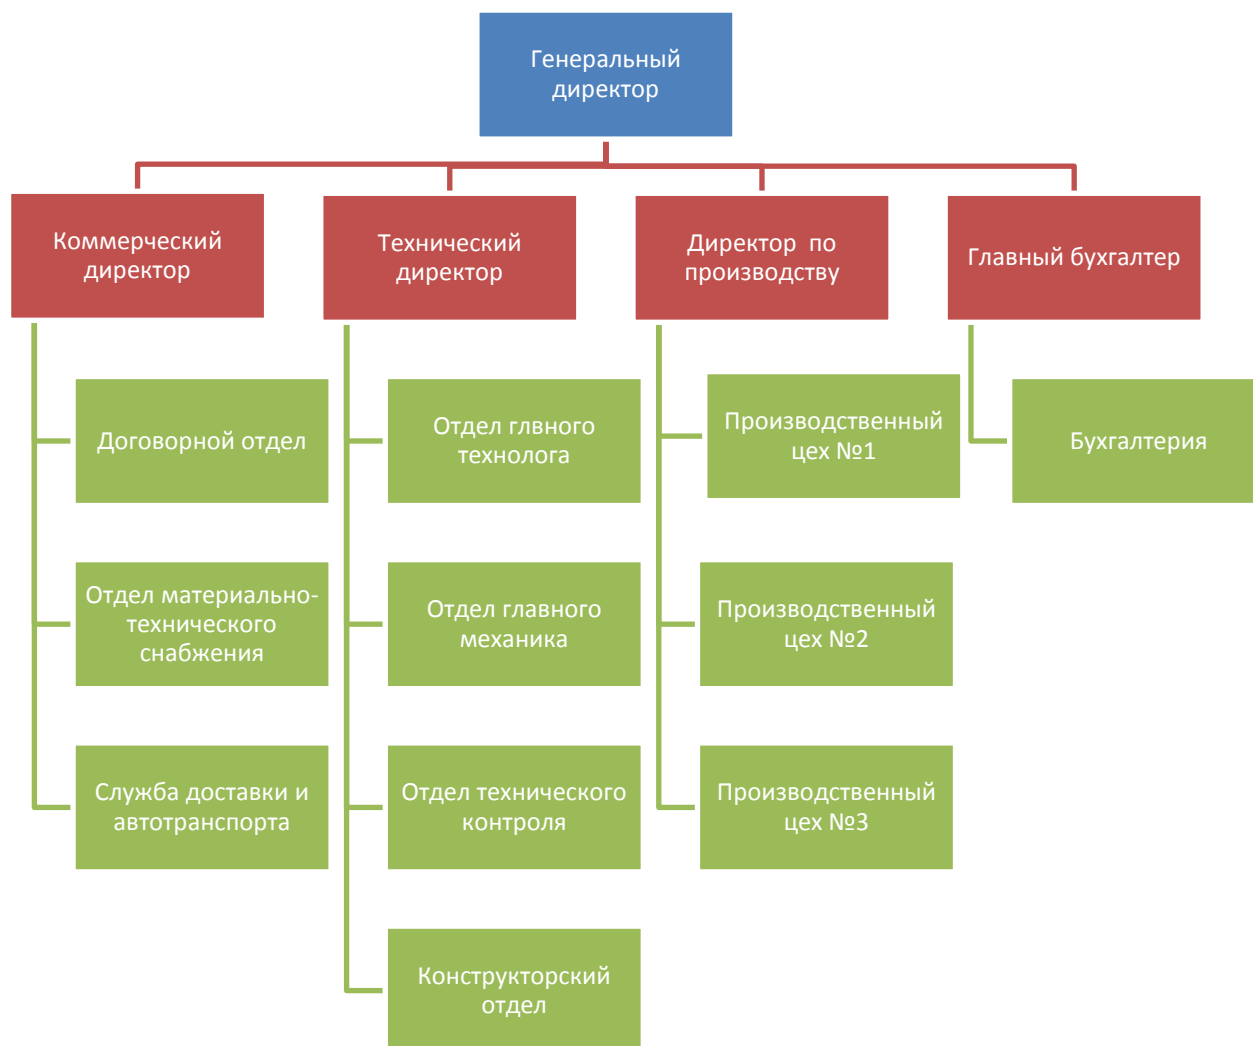 Генеральный
директор
Коммерческий
директор
Технический
директор
Директор по
производству
Главный бухгалтер
Договорной отдел
Отдел глвного
технолога
Производственный
цех №1
Бухгалтерия
Отдел материально-
технического
снабжения
Отдел главного
механика
Производственный
цех №2
Служба доставки и
автотранспорта
Отдел технического
контроля
Производственный
цех №3
Конструкторский
отдел